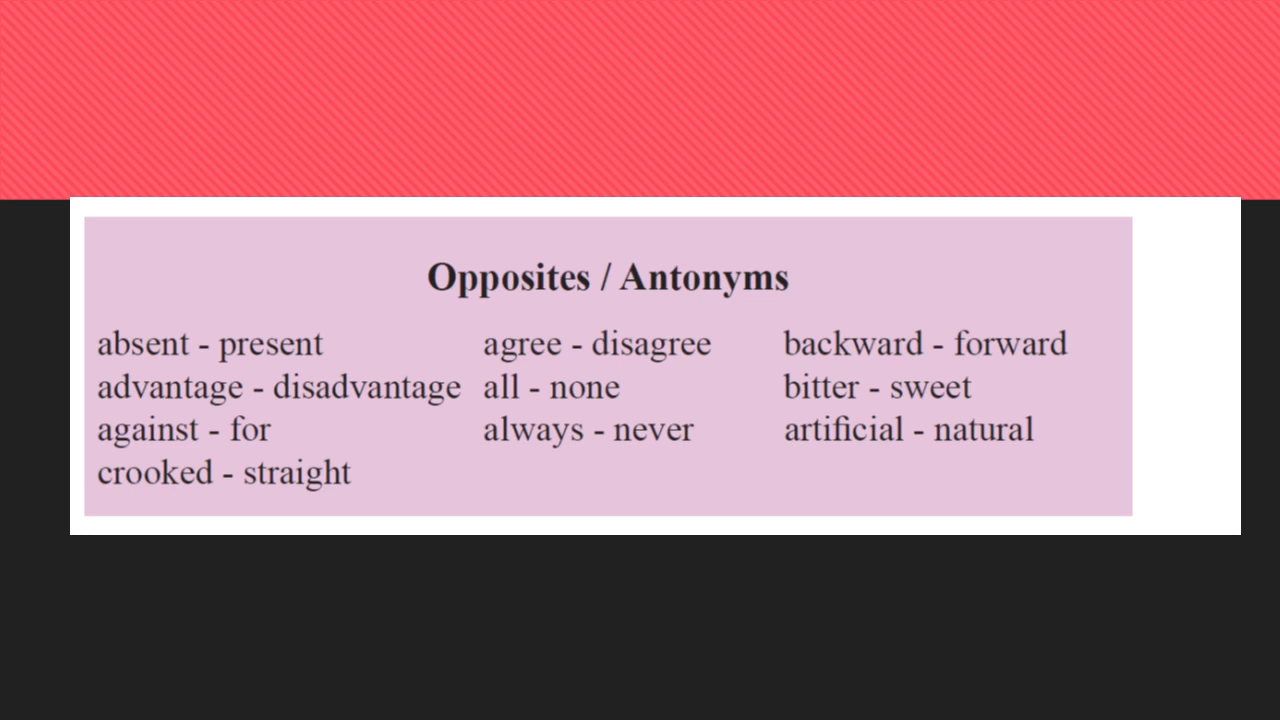 Opposites / Antonyms
absent - present
advantage - disadvantage
against - for
crooked - straight
agree - disagree
all - none
always - never
backward - forward
bitter - sweet
artificial - natural